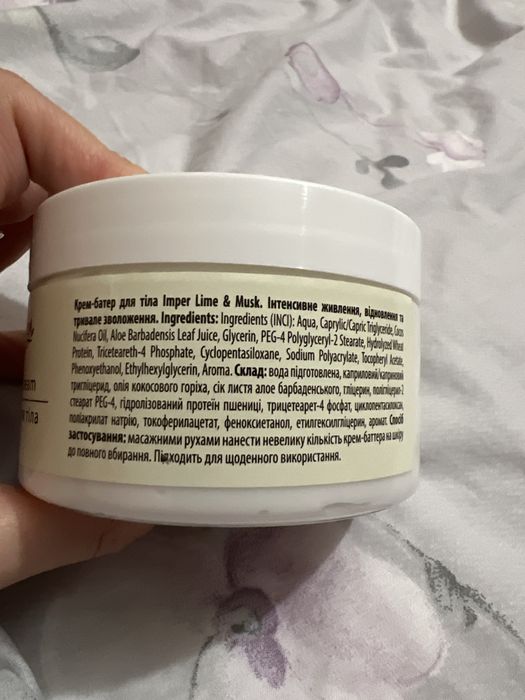 Крем-батер для тіла Imper Lime & Musk. Інтенсивне живлення, відновлення та
тривале зволоження. Ingredients: Ingredients (INCI): Aqua, Caprylic/Capric Triglyceride, Cocos
Nucifera Oil, Aloe Barbadensis Leaf Juice, Glycerin, PEG-4 Polyglyceryl-2 Stearate, Hydrolyzed Wheat
Protein, Triceteareth-4 Phosphate, Cyclopentasiloxane, Sodium Polyacrylate, Tocopheryl Acetate,
Phenoxyethanol, Ethylhexylglycerin, Aroma. Склад: вода підготовлена, каприловий/каприновий
тригліцерид, олія кокосового горіха, сік листя алое барбаденського, гліцерин, полігліцерил-2
стеарат PEG-4, гідролізований протеїн пшениці, трицетеарет-4 фосфат, циклопентасилоксан,
поліакрилат натрію, токоферилацетат, феноксиетанол, етилгексилгліцерин, аромат. Спосіб
застосування: масажними рухами нанести невелику кількість крем-баттера на шкіру
до повного вбирання. Підходить для щоденного використання.
тіла